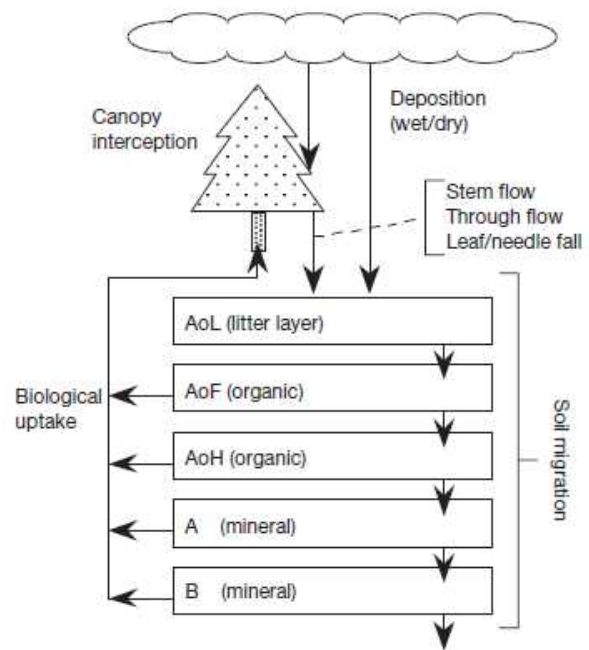 Canopy
interception
Deposition
(wet/dry)
Stem flow
Through flow
Leaf/needle fall
AoL (litter layer)
AoF (organic)
AoH (organic)
A (mineral)
B (mineral)
Biological
uptake
Soil migration